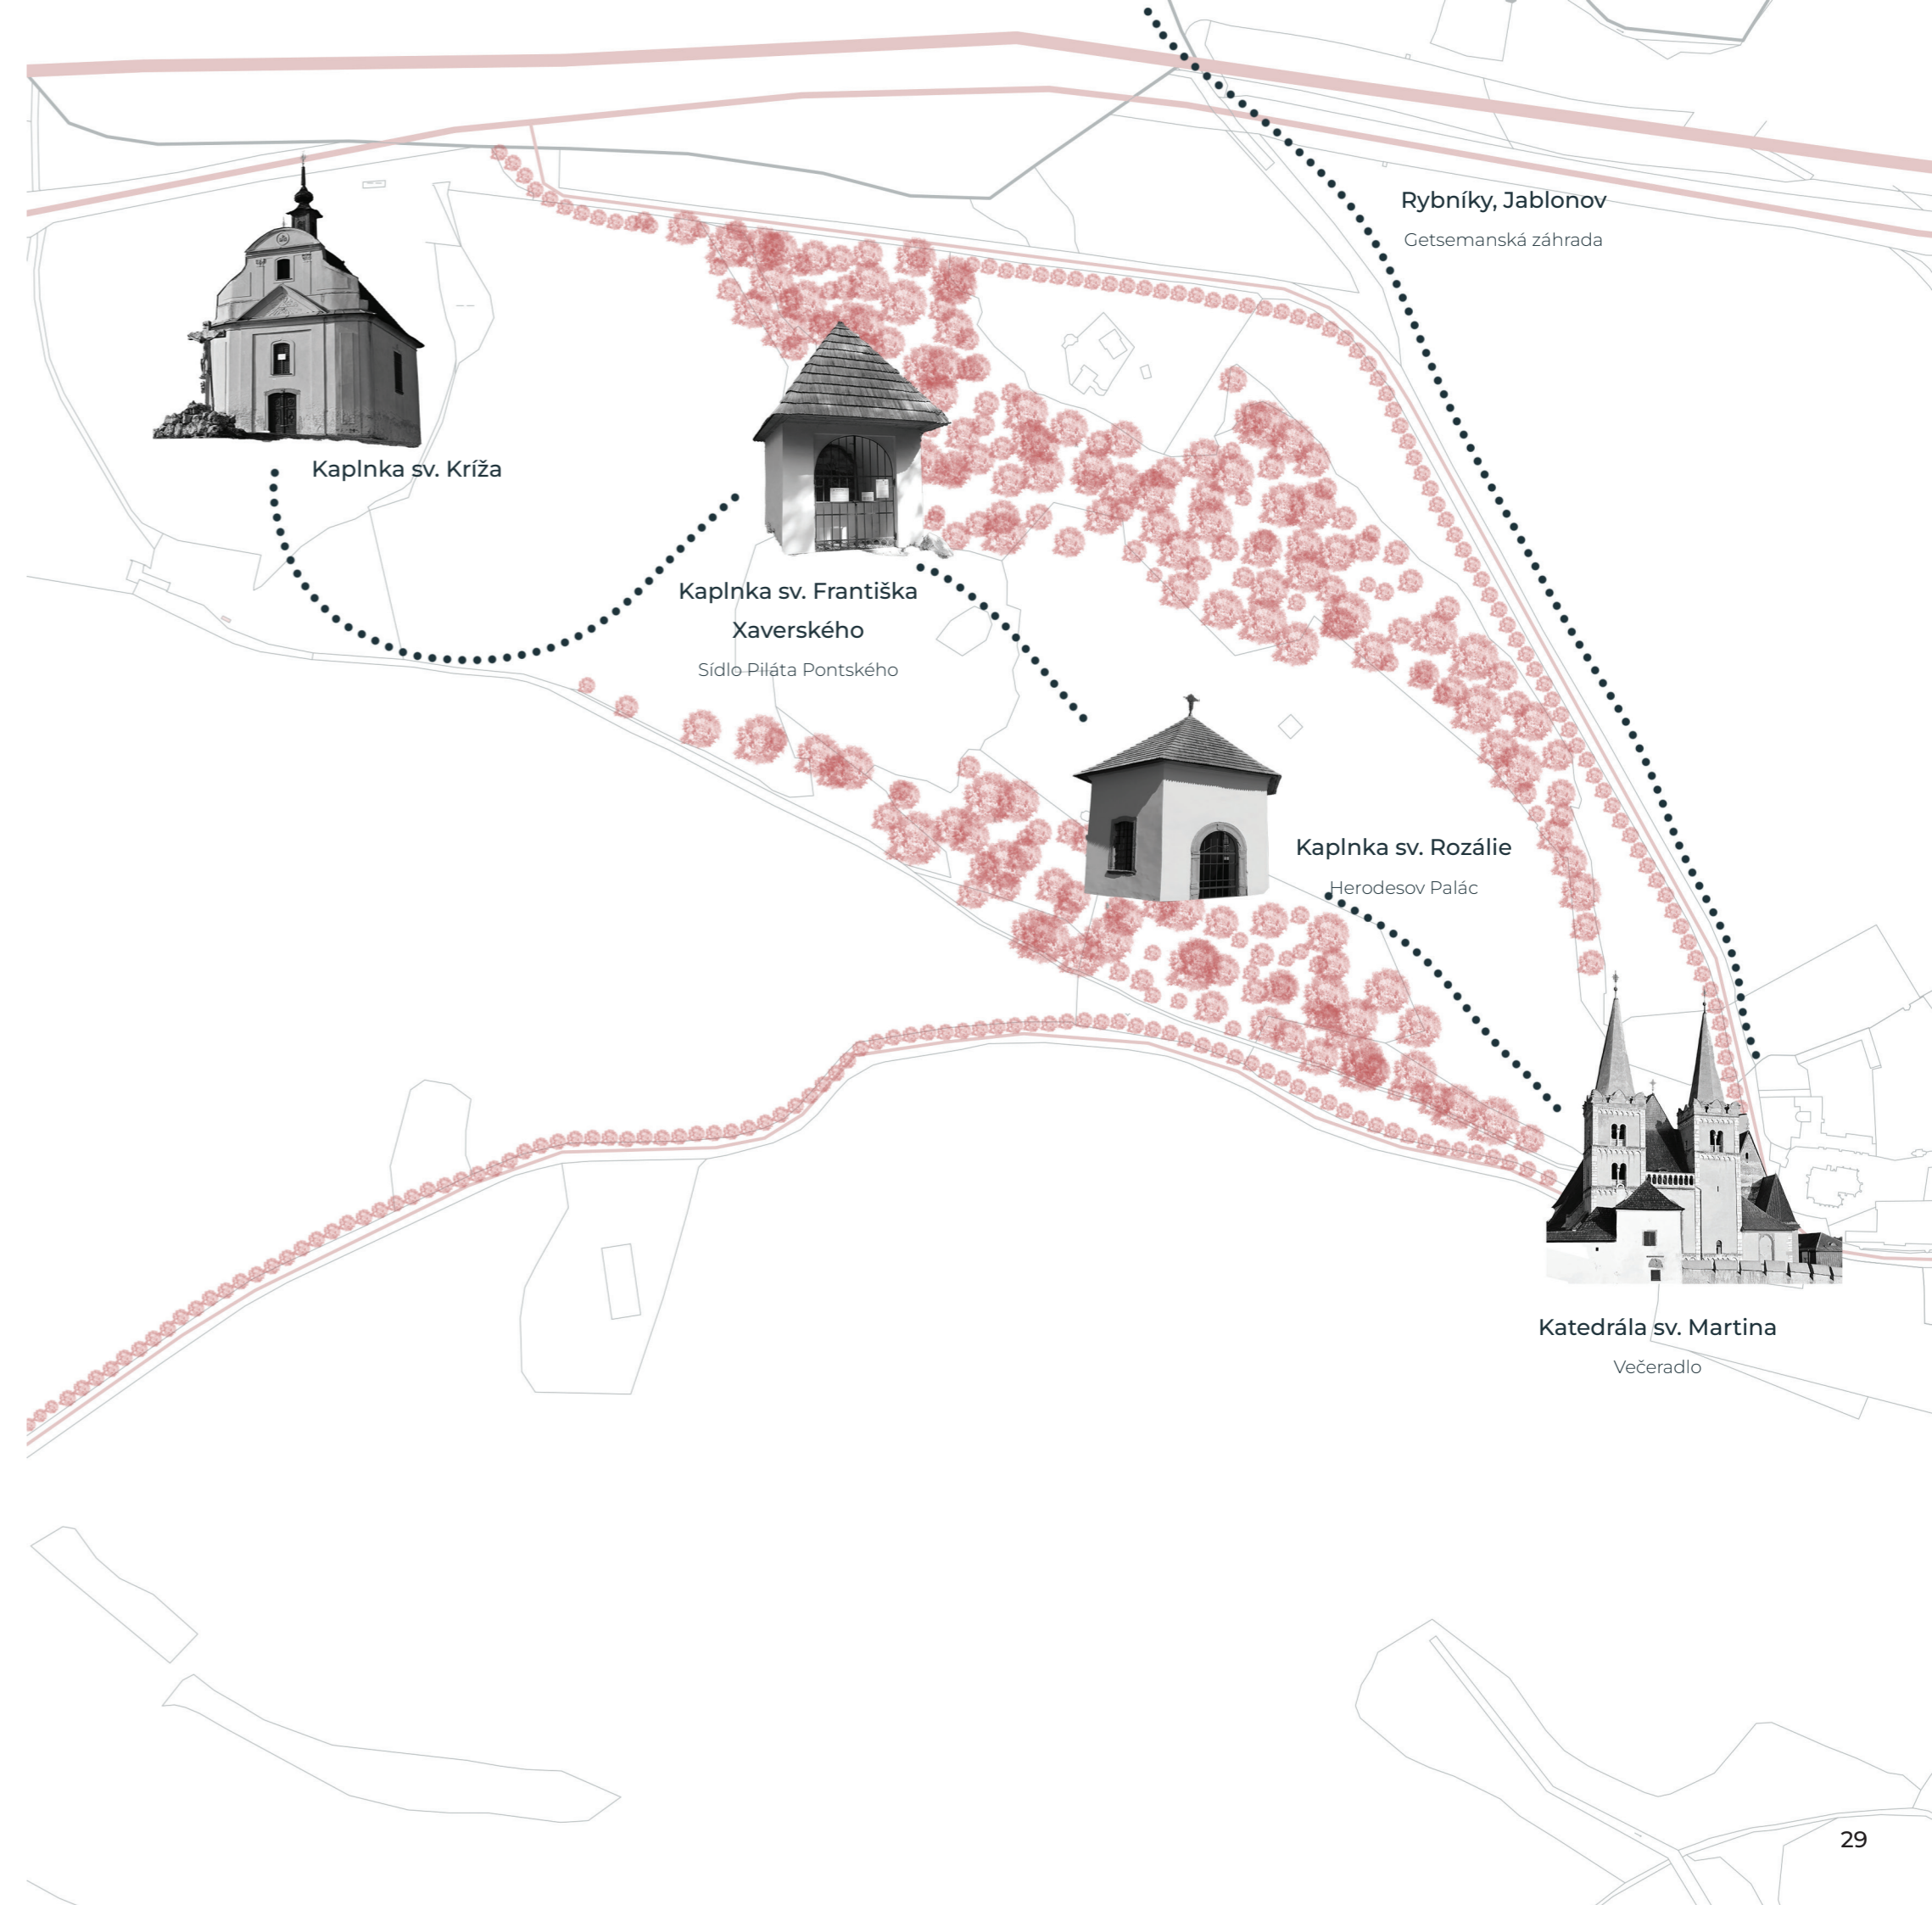 Rybníky, Jablonov
Getsemanská záhrada
Kaplnka sv. Kríža
Kaplnka sv. Františka
Xaverského
Sídlo Piláta Pontského
Kaplnka sv. Rozálie
Herodesov Palác
Katedrála sv. Martina
Večeradlo
29